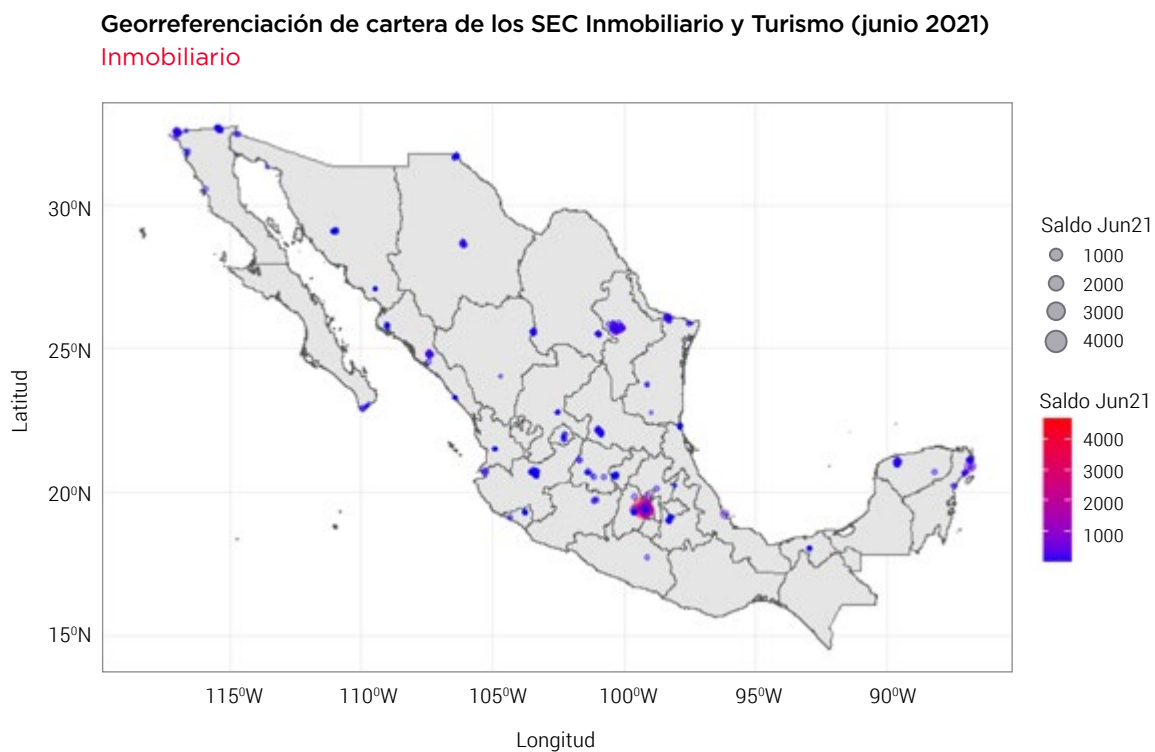 Georreferenciación de cartera de los SEC Inmobiliario y Turismo (junio 2021)
Inmobiliario
Latitud
30⁰N
25⁰N
20⁰N
15⁰N
115⁰W
110⁰W
105⁰W
100⁰W
95⁰W
90⁰W
Longitud
Saldo Jun21
1000
2000
3000
4000
Saldo Jun21
4000
3000
2000
1000